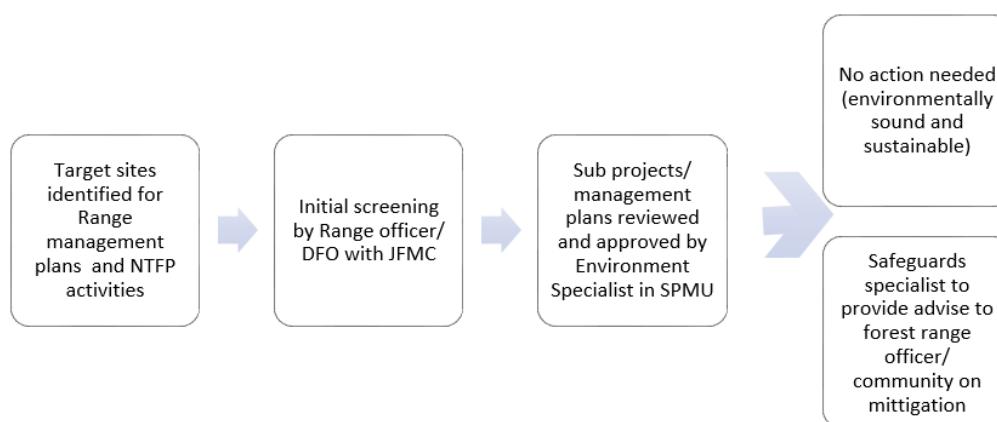 Target sites
identified for
Range
management
plans and NTFP
activities
Initial screening
by Range officer/
DFO with JFMC
Sub projects/
management
plans reviewed
and approved by
Environment
Specialist in SPMU
No action needed
(environmentally
sound and
sustainable)
Safeguards
specialist to
provide advise to
forest range
officer/
community on
mittigation